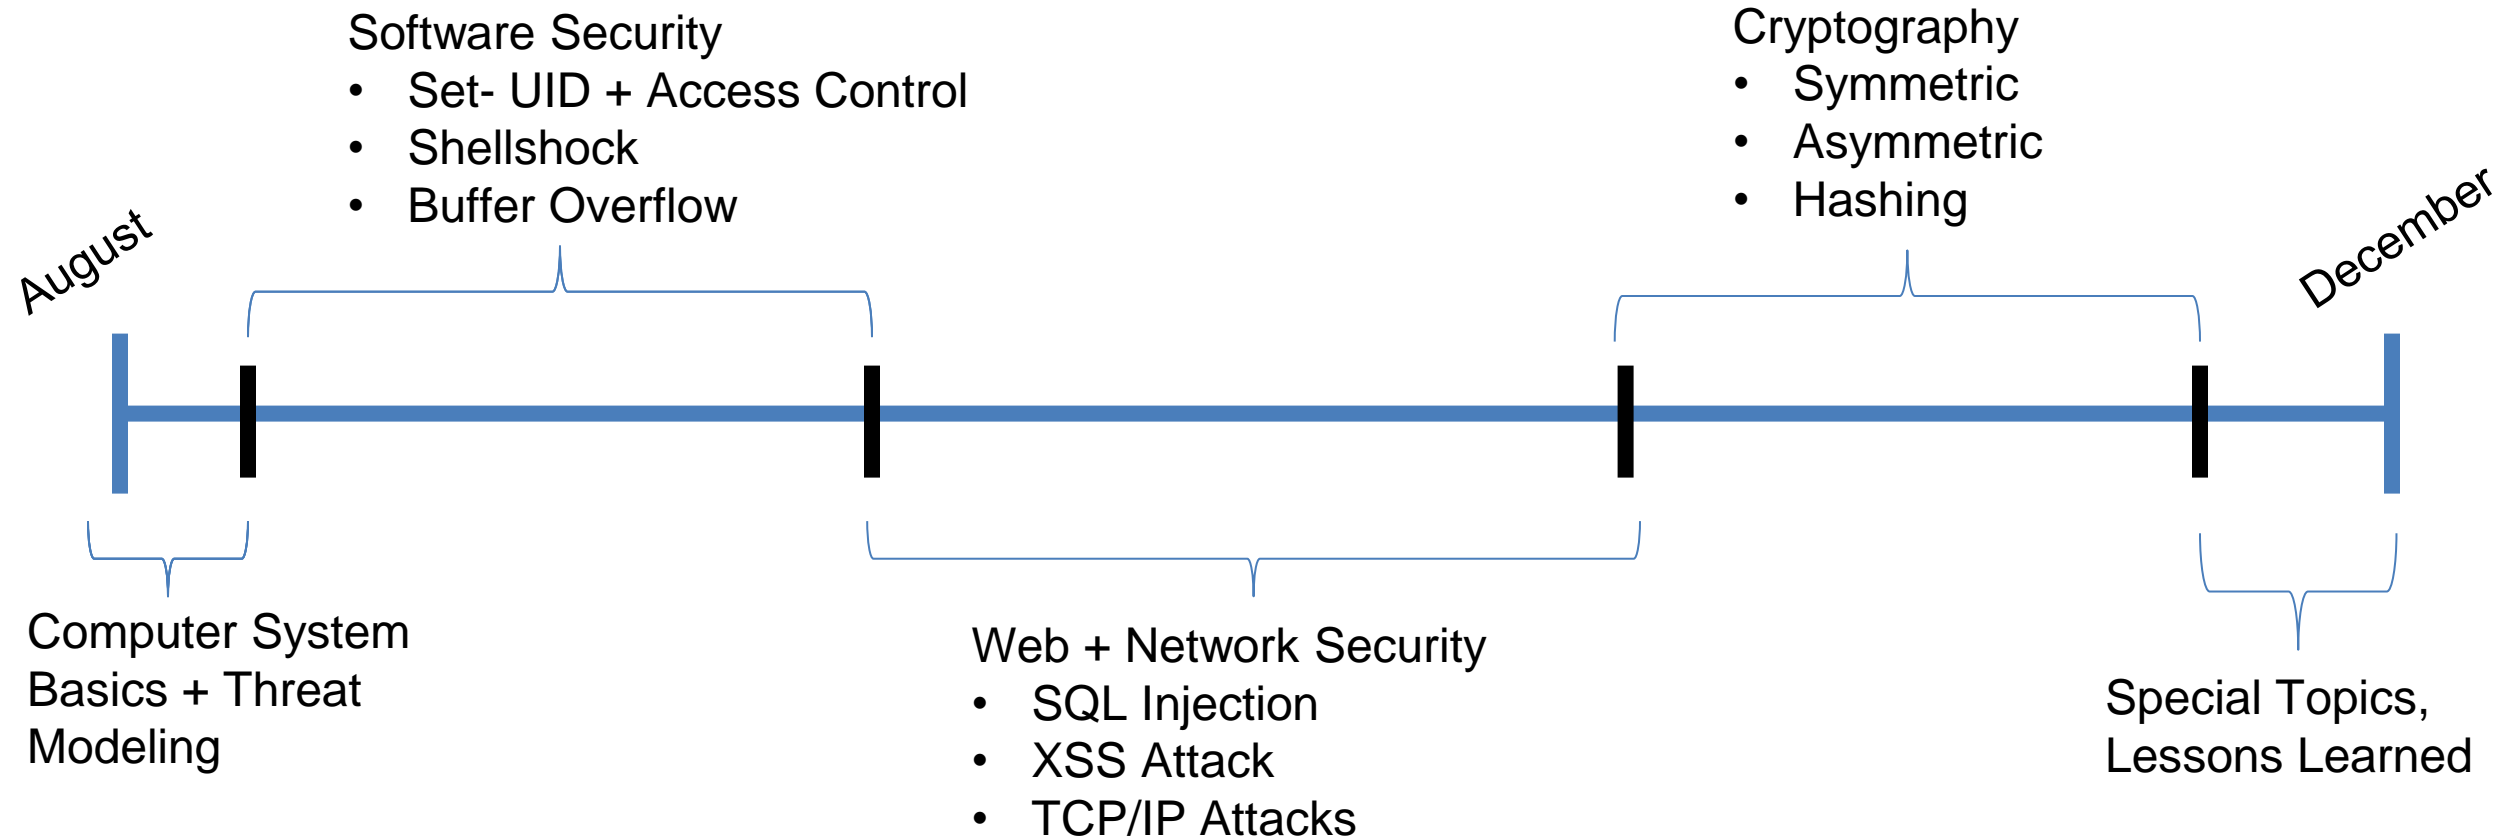 Software Security
• Set- UID + Access Control
• Shellshock
• Buffer Overflow
Cryptography
• Symmetric
• Asymmetric
• Hashing
August
December
Computer System
Basics + Threat
Modeling
Web + Network Security
• SQL Injection
• XSS Attack
• TCP/IP Attacks
Special Topics,
Lessons Learned